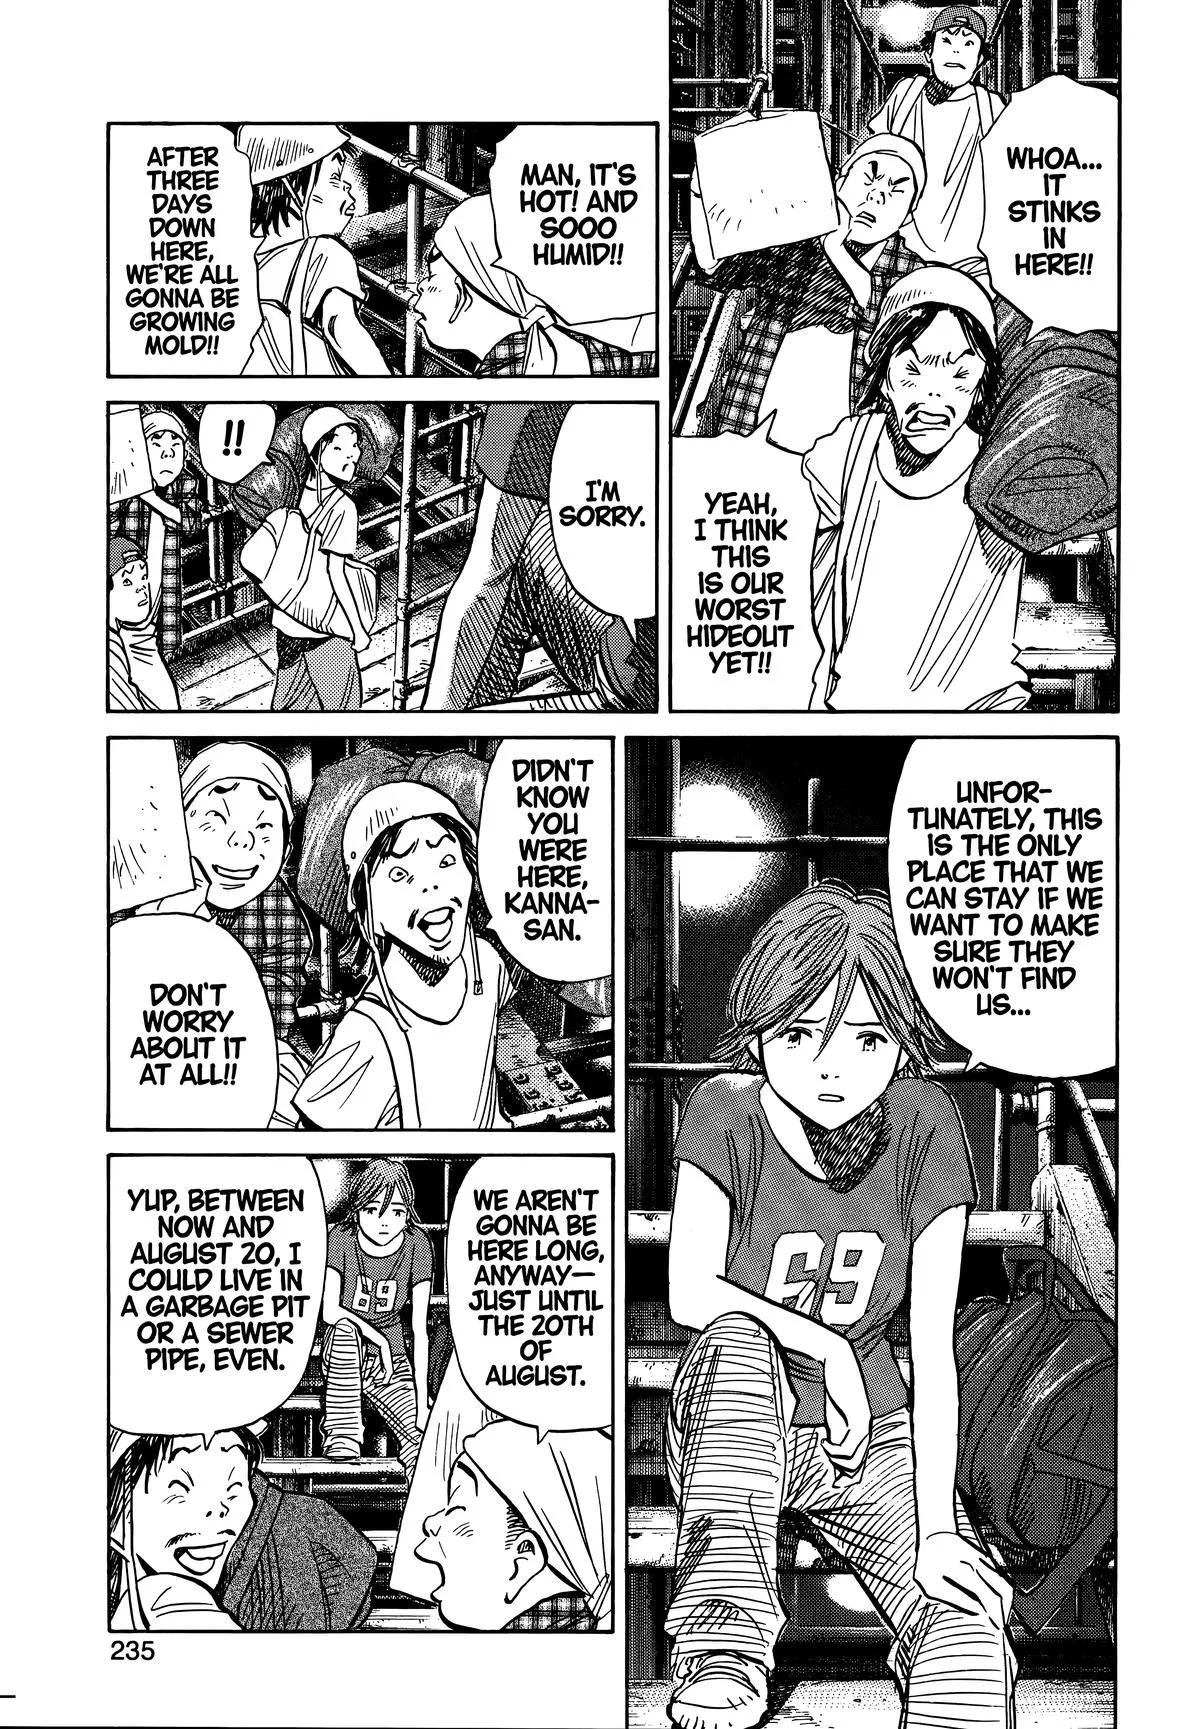 WHOA...
IT
STINKS
IN
HERE!!
YEAH,
I THINK
THIS
IS OUR
WORST
HIDEOUT
YET!!
MAN, IT'S
HOT! AND
SOOO
HUMID!!
AFTER
THREE
DAYS
DOWN
HERE,
WE'RE ALL
GONNA BE
GROWING
MOLD!!
I'M
SORRY.
!!
UNFOR-
TUNATELY, THIS
IS THE ONLY
PLACE THAT WE
CAN STAY IF WE
WANT TO MAKE
SURE THEY
WON'T FIND
US...
69
DIDN'T
KNOW
YOU
WERE
HERE,
KANNA-
SAN.
DON'T
WORRY
ABOUT IT
AT ALL!!
WE AREN'T
GONNA BE
HERE LONG,
ANYWAY—
JUST UNTIL
THE 20TH
OF
AUGUST.
69
YUP, BETWEEN
NOW AND
AUGUST 20, I
COULD LIVE IN
A GARBAGE PIT
OR A SEWER
PIPE, EVEN.
235